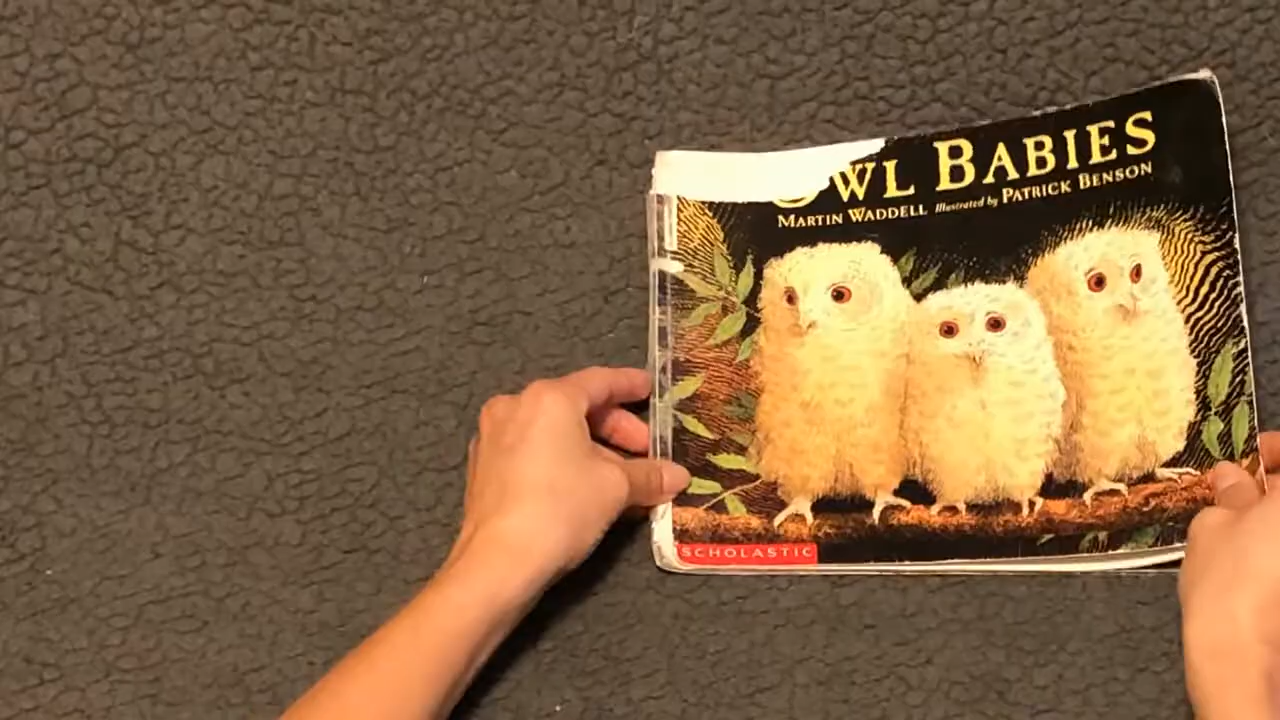 OWL BABIES
MARTIN WADDELL Illustrated by PATRICK BENSON
SCHOLASTIC